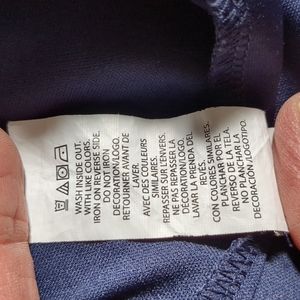 WASH INSIDE OUT.
WITH LIKE COLORS.
IRON ON REVERSE SIDE.
DO NOT IRON
DECORATION/LOGO.
RETOURNER AVANT DE
LAVER.
AVEC DES COULEURS
SIMILAIRES.
REPASSER SUR L'ENVERS
NE PAS REPASSER LA
DECORATION/LOGO.
LAVAR LA PRENDA DEL
REVÉS.
CON COLORES SIMILARES.
PLANCHAR POR EL
REVERSO DE LA TELA.
NO PLANCHAR LA
DECORACIÓN/LOGOTIPO.